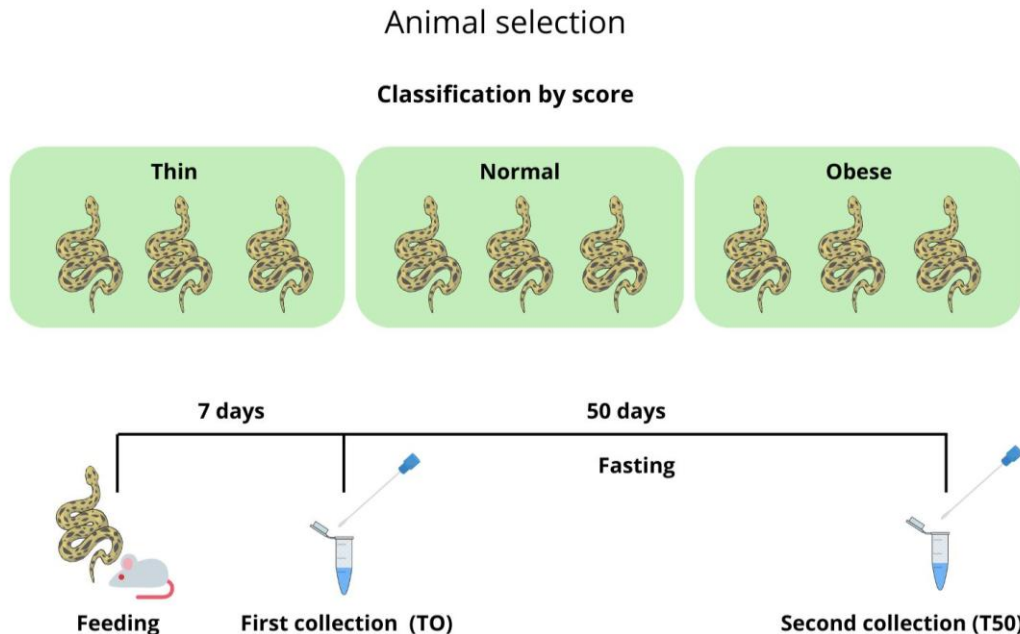 Animal selection
Classification by score
Thin Normal Obese
7 days 50 days
Fasting
Feeding First collection (TO) Second collection (T50)